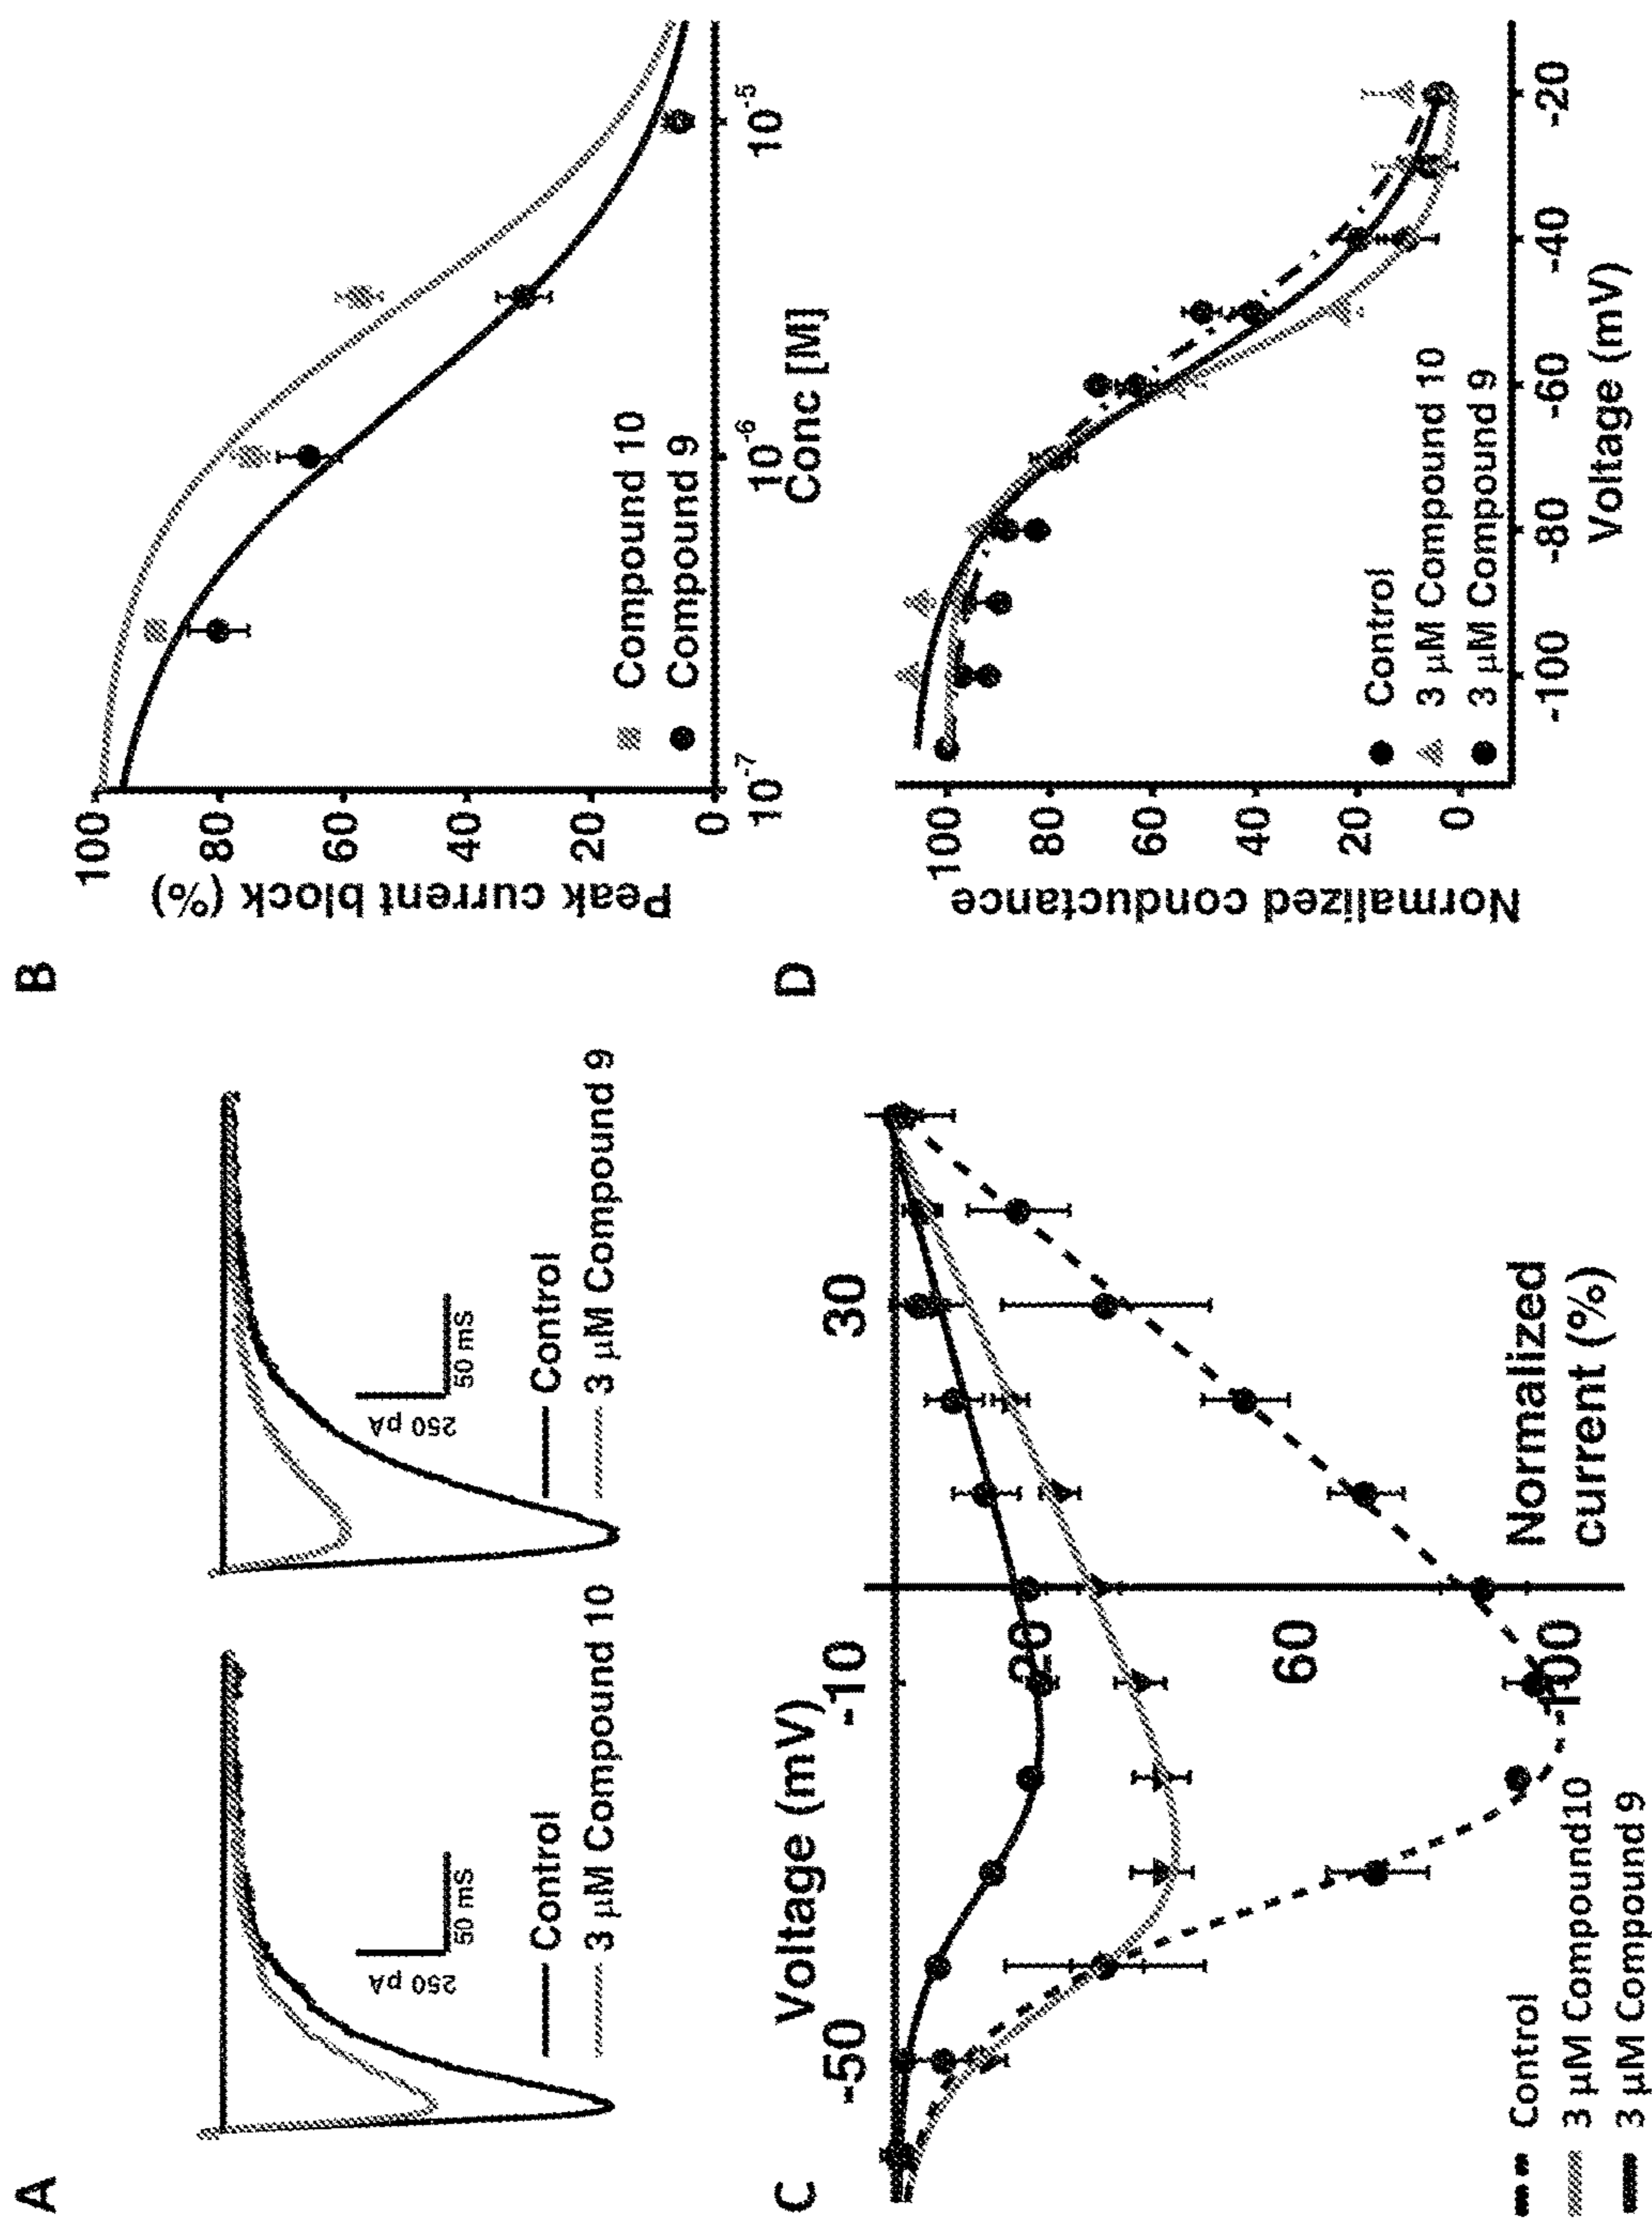 A
250 pA
50 mS
Control
3 µM Compound 10
250 pA
50 mS
Control
3 µM Compound 9
B
Peak current block (%)
100
80
60
40
20
0
Compound 10
Compound 9
10-7
10-6
10-5
Conc [M]
C
Voltage (mV)
-50
-10
30
20
60
100
Normalized
current (%)
Control
3 µM Compound10
3 µM Compound 9
D
Normalized conductance
100
80
60
40
20
0
Control
3 µM Compound 10
3 µM Compound 9
-100
-80
-60
-40
-20
Voltage (mV)